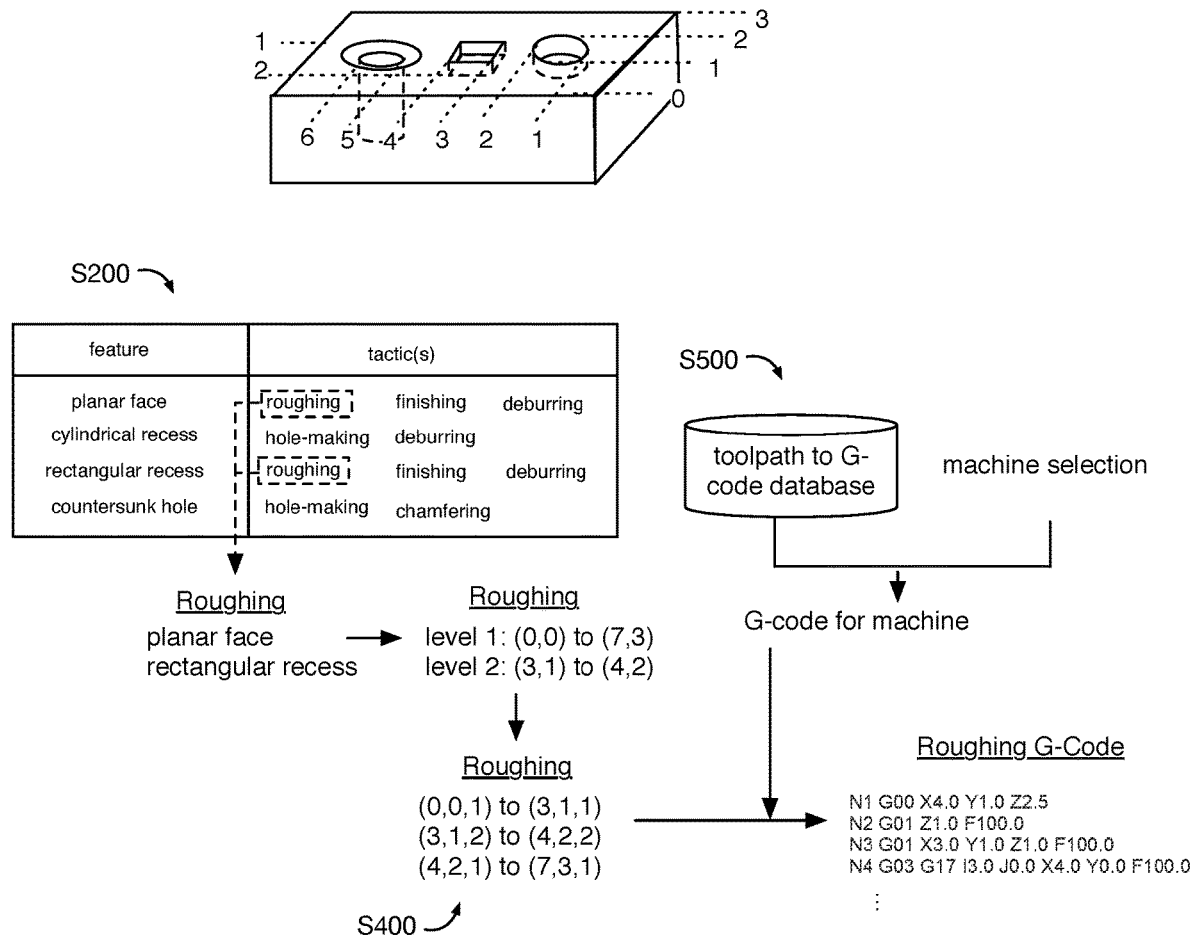 3
1
2
2
1
0
6
5
4
3
2
1
S200
feature
tactic(s)
planar face roughing finishing deburring
cylindrical recess hole-making deburring
rectangular recess roughing finishing deburring
countersunk hole hole-making chamfering
S500
toolpath to G-
code database
machine selection
G-code for machine
Roughing
planar face
rectangular recess
Roughing
level 1: (0,0) to (7,3)
level 2: (3,1) to (4,2)
Roughing
(0,0,1) to (3,1,1)
(3,1,2) to (4,2,2)
(4,2,1) to (7,3,1)
S400
Roughing G-Code
N1 G00 X4.0 Y1.0 Z2.5
N2 G01 Z1.0 F100.0
N3 G01 X3.0 Y1.0 Z1.0 F100.0
N4 G03 G17 I3.0 J0.0 X4.0 Y0.0 F100.0
⋮